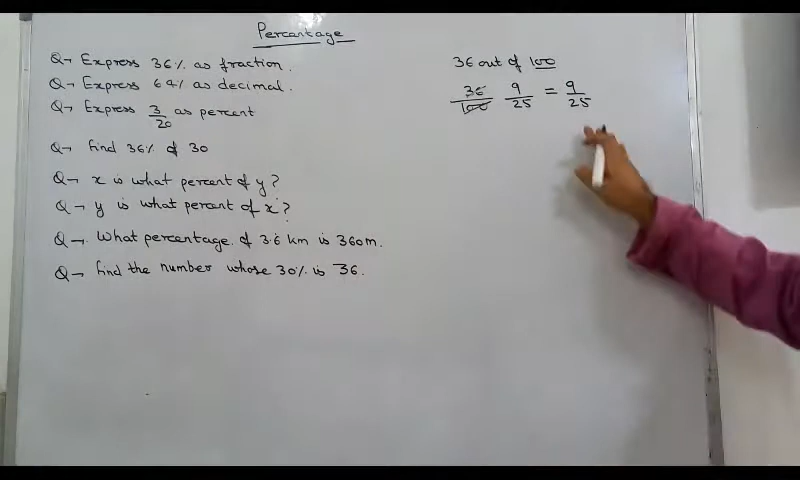 Percentage
Q→ Express 36% as fraction.
Q→ Express 64% as decimal.
Q→ Express 3/20 as percent
Q→ find 36% of 30
Q→ x is what percent of y?
Q→ y is what percent of x?
Q→ What percentage of 3.6 km is 360m.
Q→ find the number whose 30% is 36.
36 out of 100
36/100 9/25 = 9/25